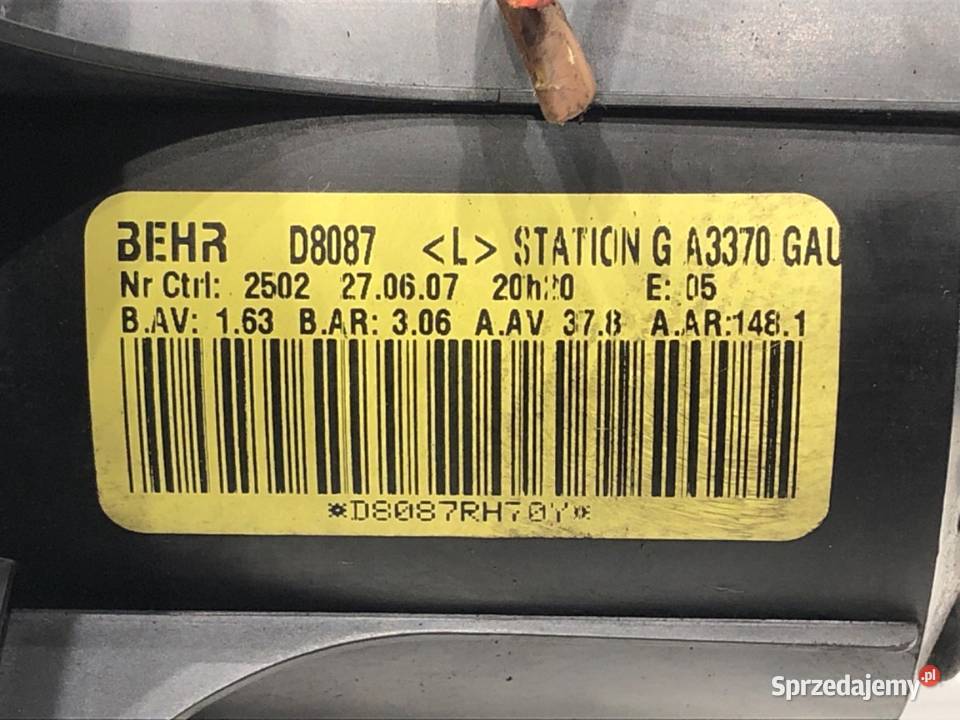 BEHR D8087 <L> STATION G A3370 GAU
Nr Ctrl: 2502 27.06.07 20h20 E: 05
B.AV: 1.63 B.AR: 3.06 A.AV 37.8 A.AR:148.1
*D8087RH70Y*
Sprzedajemy.pl